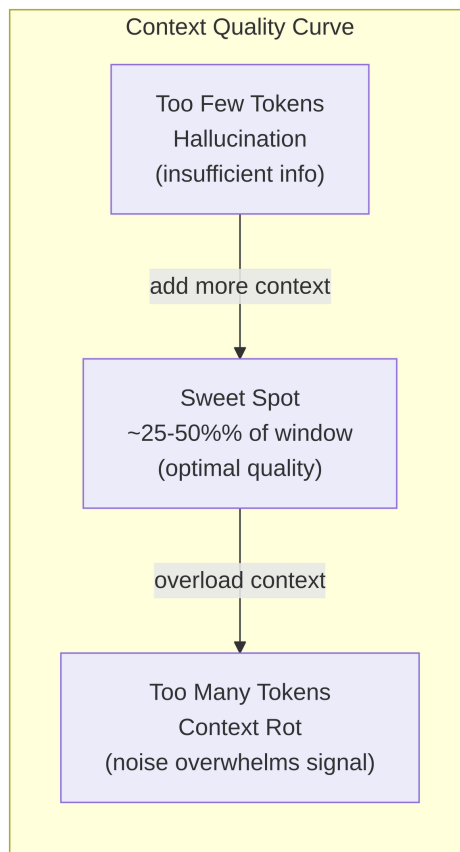 Context Quality Curve
Too Few Tokens
Hallucination
(insufficient info)
add more context
Sweet Spot
~25-50%% of window
(optimal quality)
overload context
Too Many Tokens
Context Rot
(noise overwhelms signal)